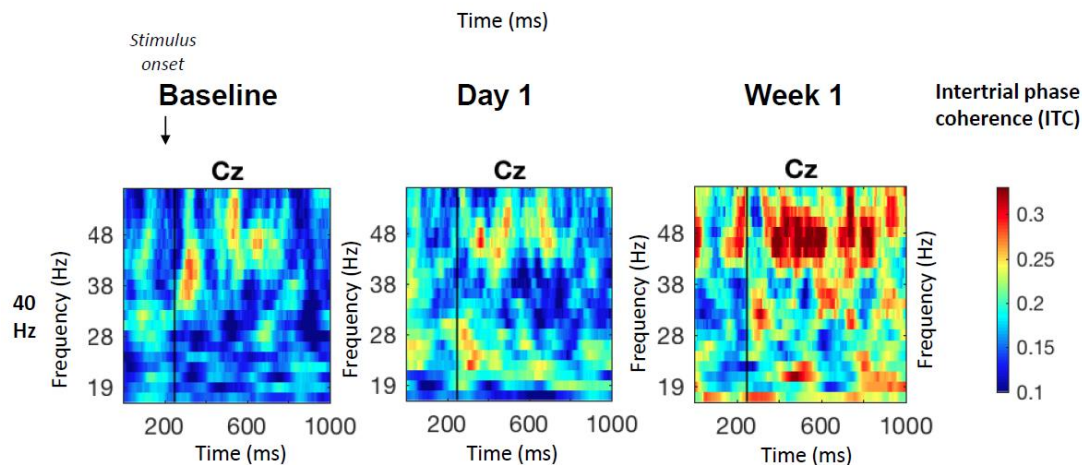 Time (ms)
Stimulus
onset
Baseline
Day 1
Week 1
Intertrial phase
coherence (ITC)
Cz
Cz
Cz
40
Hz
Frequency (Hz)
48
38
28
19
200
600
1000
Time (ms)
Frequency (Hz)
48
38
28
19
200
600
1000
Time (ms)
Frequency (Hz)
48
38
28
19
200
600
1000
Time (ms)
Frequency (Hz)
0.3
0.25
0.2
0.15
0.1